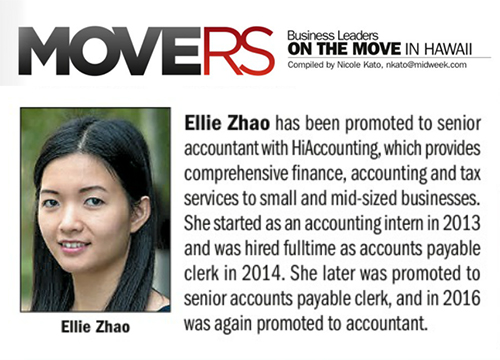 MOVERS
Business Leaders
ON THE MOVE IN HAWAII
Compiled by Nicole Kato, nkato@midweek.com
Ellie Zhao has been promoted to senior
accountant with HiAccounting, which provides
comprehensive finance, accounting and tax
services to small and mid-sized businesses.
She started as an accounting intern in 2013
and was hired fulltime as accounts payable
clerk in 2014. She later was promoted to
senior accounts payable clerk, and in 2016
was again promoted to accountant.
Ellie Zhao